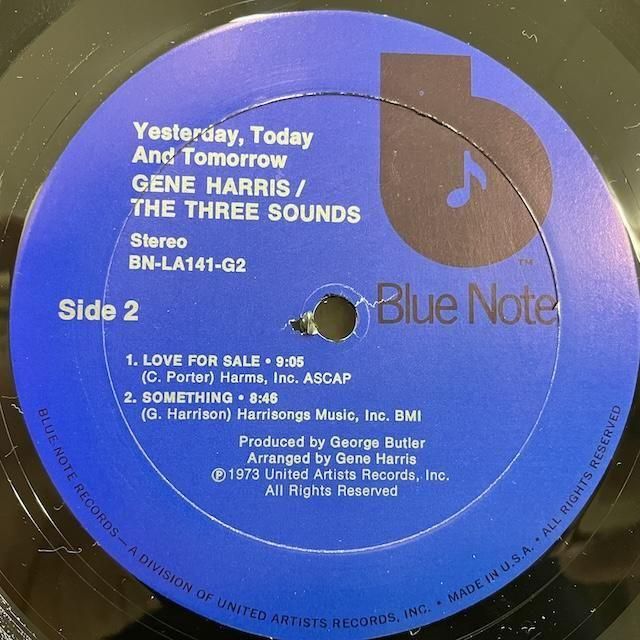 Yesterday, Today
And Tomorrow
GENE HARRIS /
THE THREE SOUNDS
Stereo
BN-LA141-G2
Side 2
b
TM
Blue Note
1. LOVE FOR SALE • 9:05
(C. Porter) Harms, Inc. ASCAP
2. SOMETHING • 8:46
(G. Harrison) Harrisongs Music, Inc. BMI
Produced by George Butler
Arranged by Gene Harris
Ⓟ1973 United Artists Records, Inc.
All Rights Reserved
BLUE NOTE RECORDS — A DIVISION OF UNITED ARTISTS RECORDS, INC. • MADE IN U.S.A. • ALL RIGHTS RESERVED